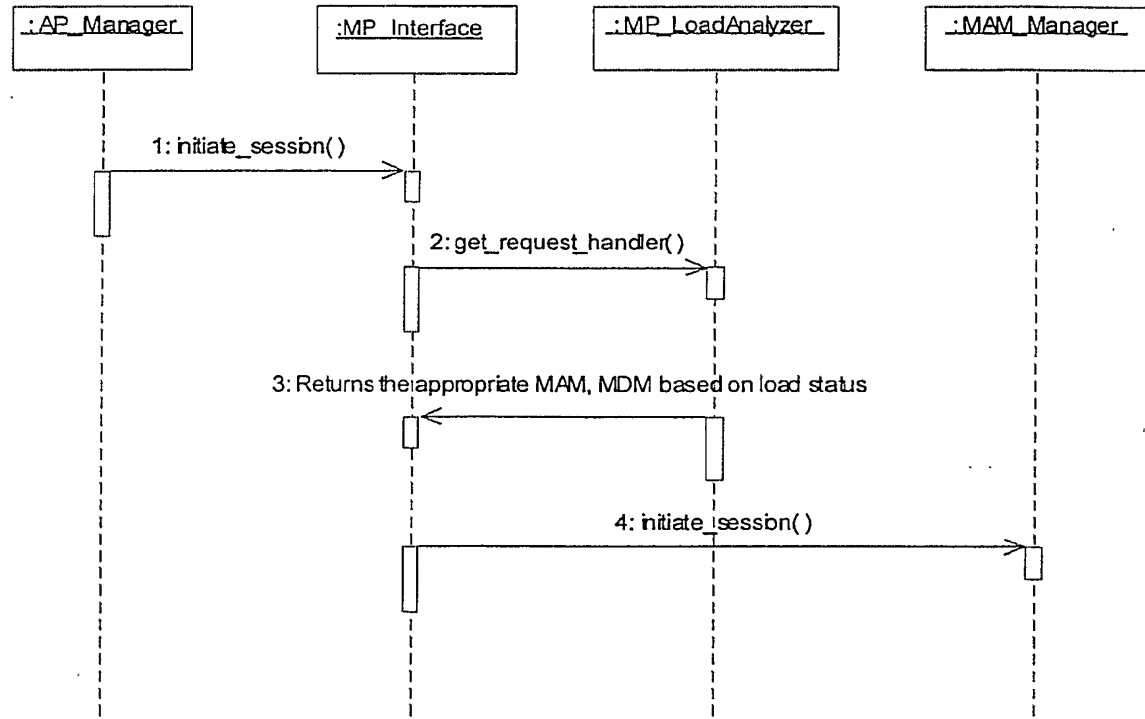 :AP_Manager
:MP_Interface
:MP_LoadAnalyzer
:MAM_Manager
1: initiate_session()
2: get_request_handler()
3: Returns the appropriate MAM, MDM based on load status
4: initiate_session()